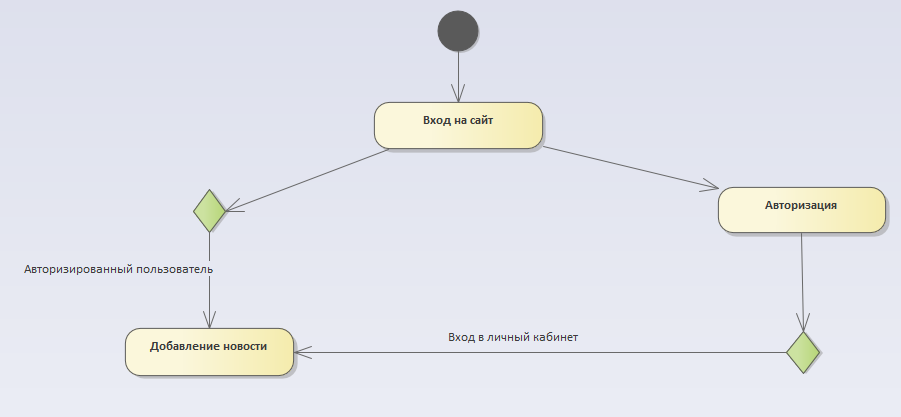 Вход на сайт
Авторизация
Авторизированный пользователь
Добавление новости
Вход в личный кабинет